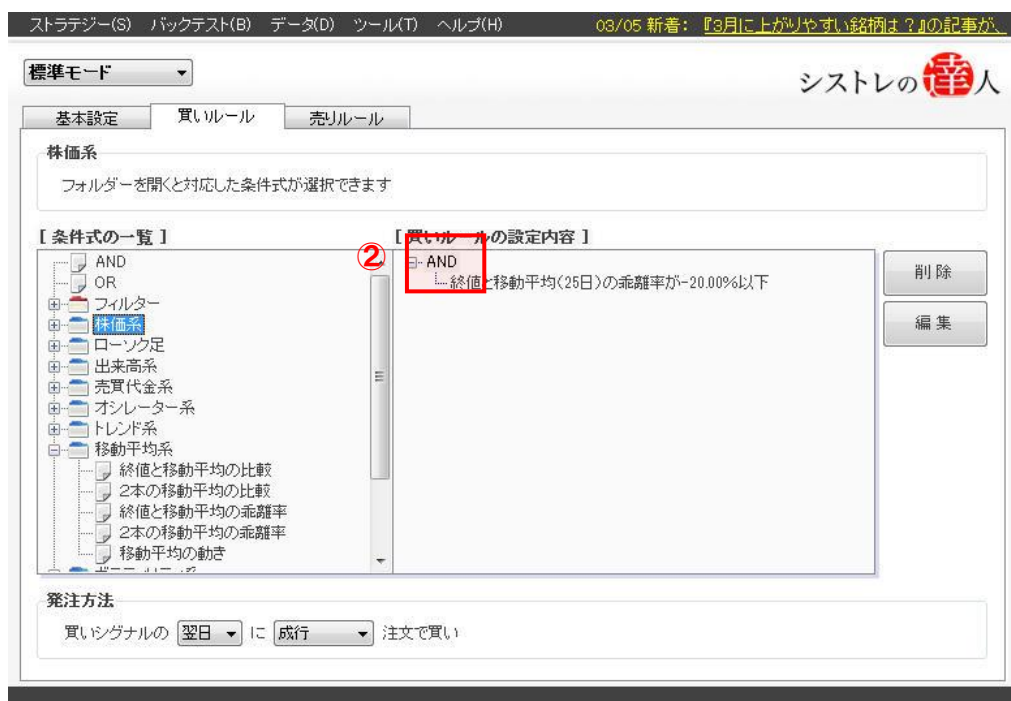 ストラテジー(S) バックテスト(B) データ(D) ツール(T) ヘルプ(H) 03/05 新着： 『3月に上がりやすい銘柄は？』の記事が、
標準モード
シストレの達人
基本設定 買いルール 売りルール
株価系
フォルダーを開くと対応した条件式が選択できます
[ 条件式の一覧 ]
AND
OR
フィルター
株価系
ローソク足
出来高系
売買代金系
オシレーター系
トレンド系
移動平均系
終値と移動平均の比較
2本の移動平均の比較
終値と移動平均の乖離率
2本の移動平均の乖離率
移動平均の動き
②
[ 買いルールの設定内容 ]
AND
終値と移動平均(25日)の乖離率が-20.00%以下
削除
編集
発注方法
買いシグナルの 翌日 に 成行 注文で買い